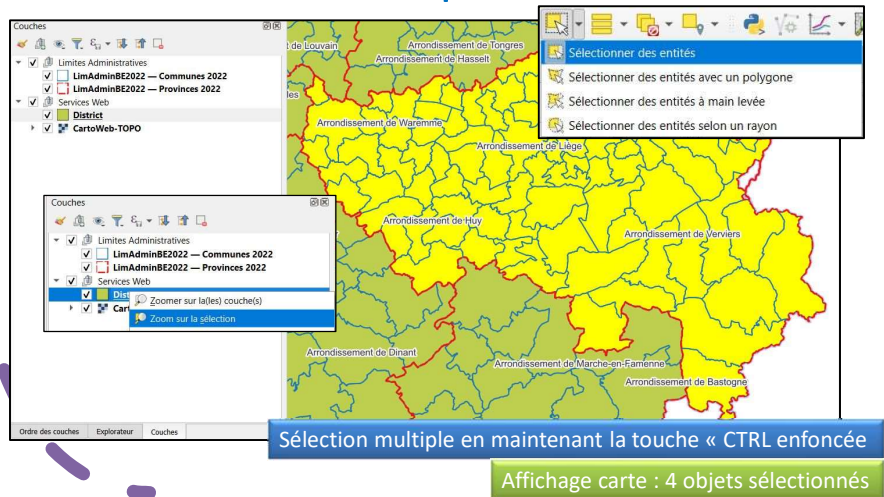 Couches
Limites Administratives
LimAdminBE2022 — Communes 2022
LimAdminBE2022 — Provinces 2022
Services Web
District
CartoWeb-TOPO
Couches
Limites Administratives
LimAdminBE2022 — Communes 2022
LimAdminBE2022 — Provinces 2022
Services Web
Zoomer sur la(les) couche(s)
Zoom sur la sélection
Ordre des couches
Explorateur
Couches
t de Louvain
Arrondissement de Tongres
Arrondissement de Hasselt
les
Arrondissement de Waremme
Arrondissement de Liège
Arrondissement de Huy
Arrondissement de Verviers
Arrondissement de Dinant
Arrondissement de Marche-en-Famenne
Arrondissement de Bastogne
Sélectionner des entités
Sélectionner des entités avec un polygone
Sélectionner des entités à main levée
Sélectionner des entités selon un rayon
Sélection multiple en maintenant la touche « CTRL enfoncée
Affichage carte : 4 objets sélectionnés